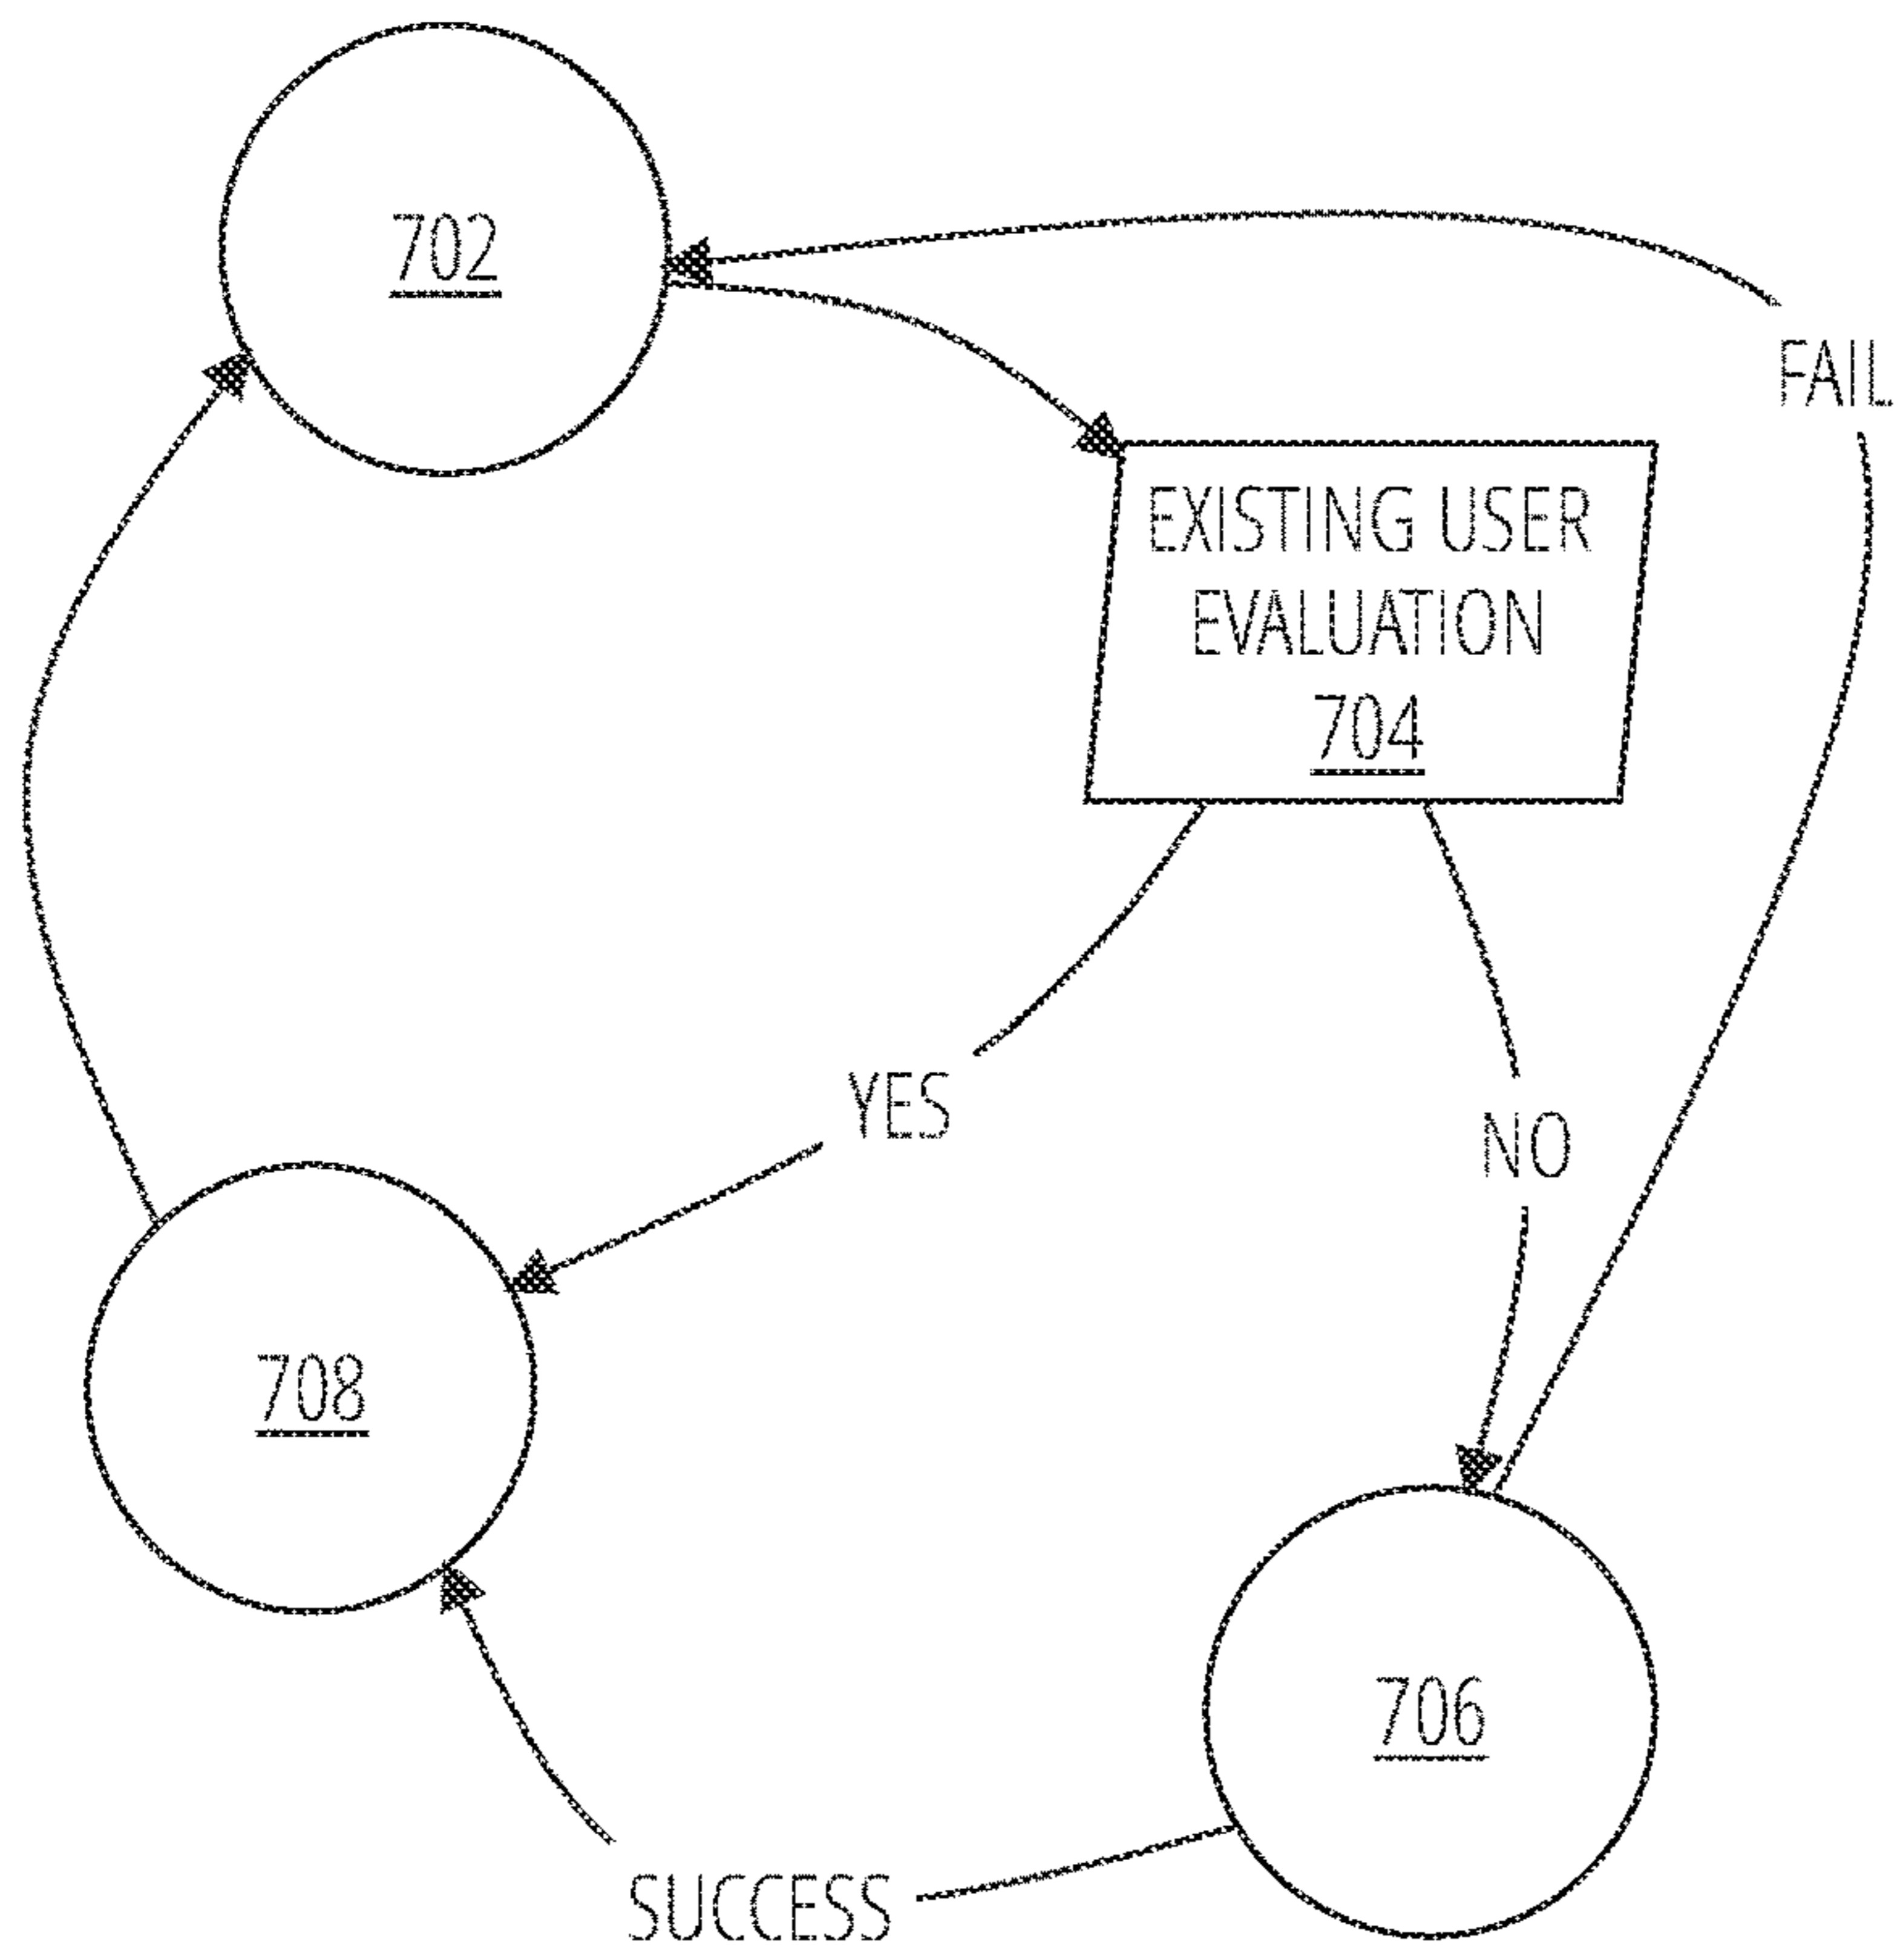 702
FAIL
EXISTING USER
EVALUATION
704
YES
NO
708
706
SUCCESS